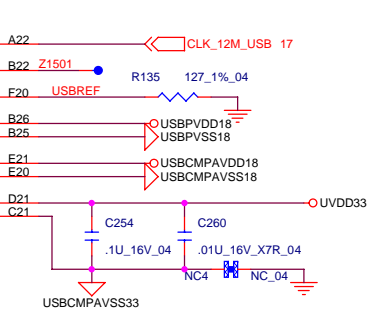 A22 CLK_12M_USB 17
B22 Z1501
R135 127_1%_04
F20 USBREF
B26 USBPVDD18
B25 USBPVSS18
E21 USBCMPAVDD18
E20 USBCMPAVSS18
D21 UVDD33
C21
C254 C260
.1U_16V_04 .01U_16V_X7R_04
NC4 NC_04
USBCMPAVSS33